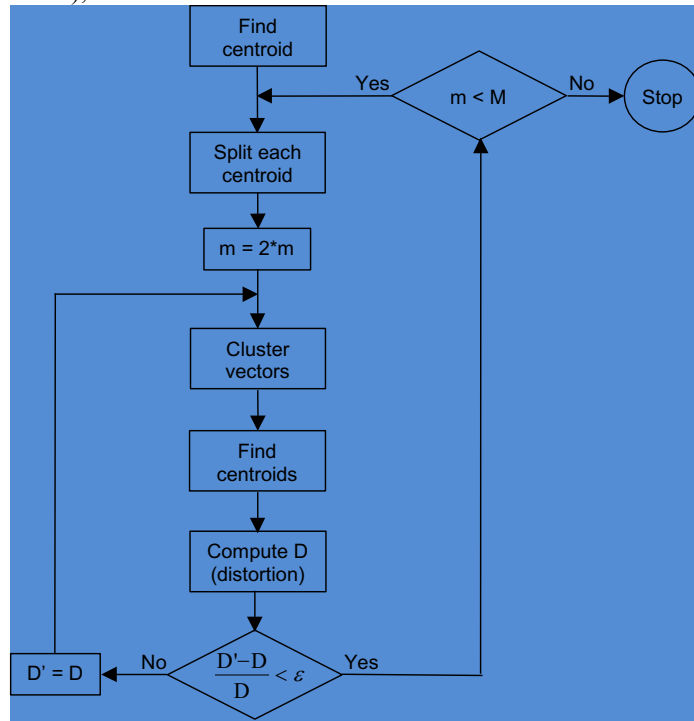 Find
centroid
Yes
m < M
No
Stop
Split each
centroid
m = 2*m
Cluster
vectors
Find
centroids
Compute D
(distortion)
D' = D
No
D'−D
D
< ε
Yes